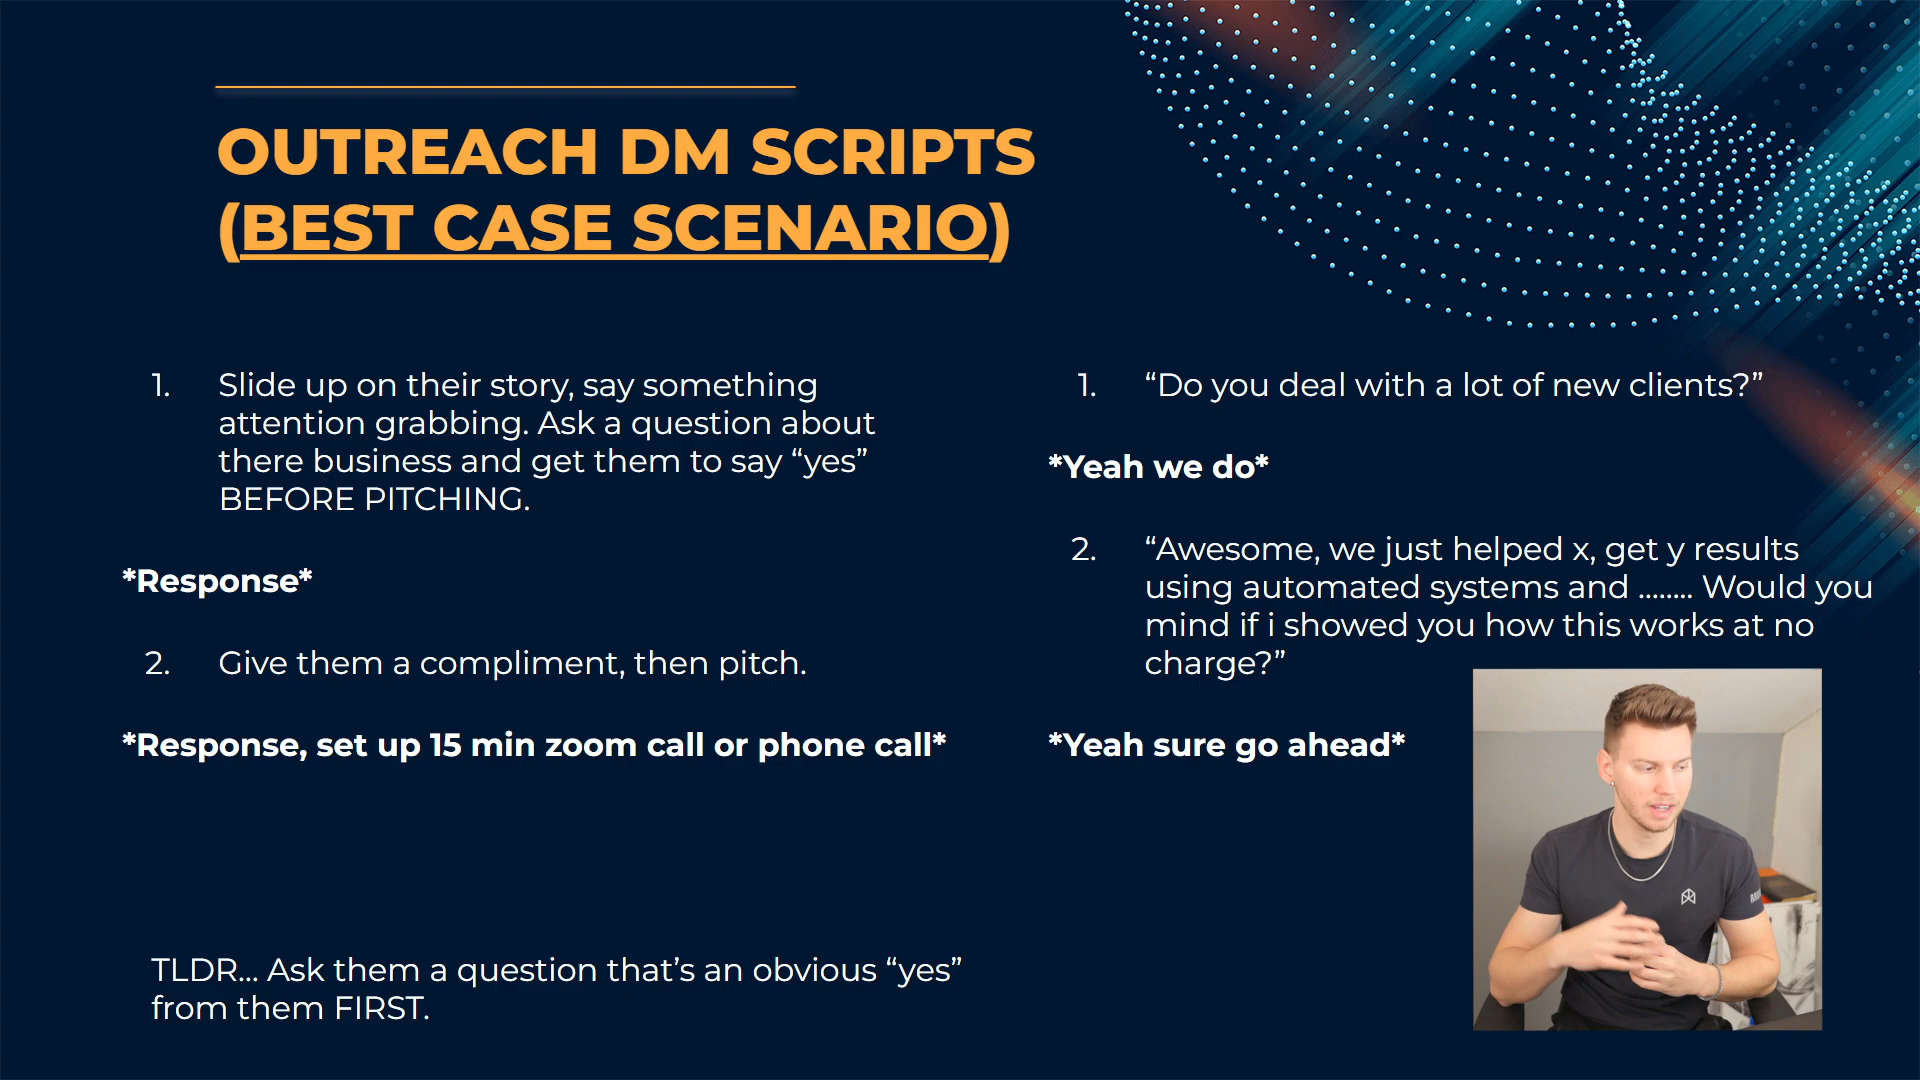 OUTREACH DM SCRIPTS
(BEST CASE SCENARIO)
1. Slide up on their story, say something
attention grabbing. Ask a question about
there business and get them to say “yes”
BEFORE PITCHING.
*Response*
2. Give them a compliment, then pitch.
*Response, set up 15 min zoom call or phone call*
TLDR... Ask them a question that’s an obvious “yes”
from them FIRST.
1. “Do you deal with a lot of new clients?”
*Yeah we do*
2. “Awesome, we just helped x, get y results
using automated systems and ........ Would you
mind if i showed you how this works at no
charge?”
*Yeah sure go ahead*